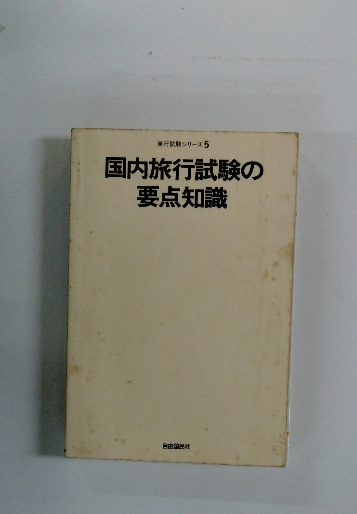 旅行試験シリーズ5
国内旅行試験の
要点知識
自由国民社